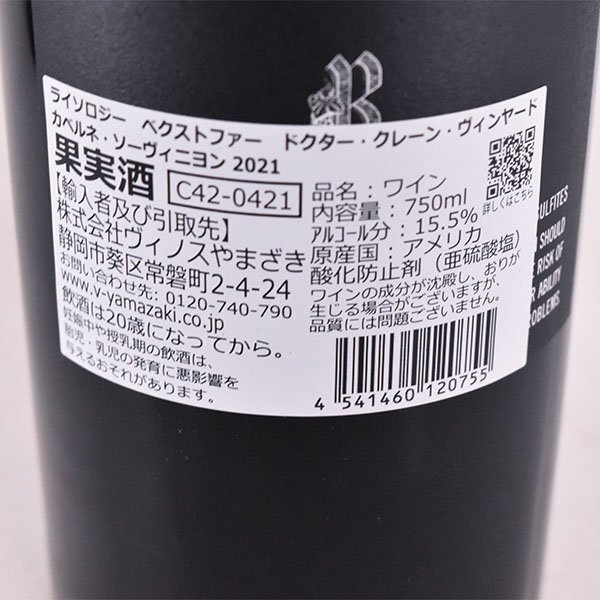 ライソロジー ベクストファー ドクター・クレーン・ヴィンヤード
カベルネ・ソーヴィニヨン 2021
果実酒 C42-0421
【輸入者及び引取先】
株式会社ヴィノスやまざき
静岡市葵区常磐町2-4-24
お問い合わせ先: 0120-740-790
www.v-yamazaki.co.jp
飲酒は20歳になってから。
妊娠中や授乳期の飲酒は、
胎児・乳児の発育に悪影響を
与えるおそれがあります。
品名:ワイン
内容量:750ml
アルコール分:15.5%
原産国:アメリカ
酸化防止剤(亜硫酸塩)
ワインの成分が沈殿し、おりが
生じる場合がございますが、
品質には問題ございません。
詳しくはこちら
4 541460 120755
SULFITES
SHOULD
RISK OF
ABILITY
PROBLEMS.